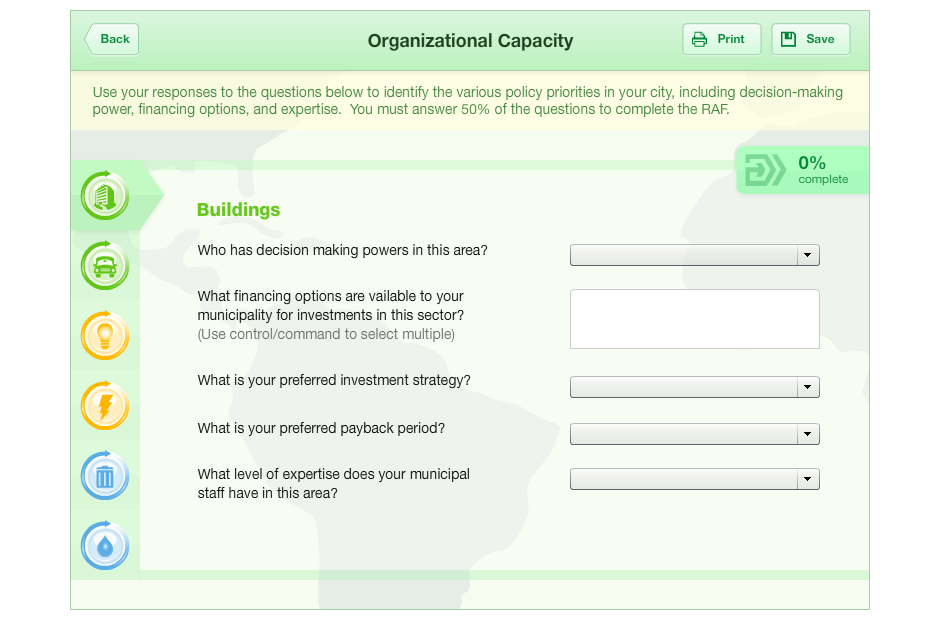 Back
Organizational Capacity
Print
Save
Use your responses to the questions below to identify the various policy priorities in your city, including decision-making
power, financing options, and expertise.  You must answer 50% of the questions to complete the RAF.
0%
complete
Buildings
Who has decision making powers in this area?
What financing options are vailable to your
municipality for investments in this sector?
(Use control/command to select multiple)
What is your preferred investment strategy?
What is your preferred payback period?
What level of expertise does your municipal
staff have in this area?